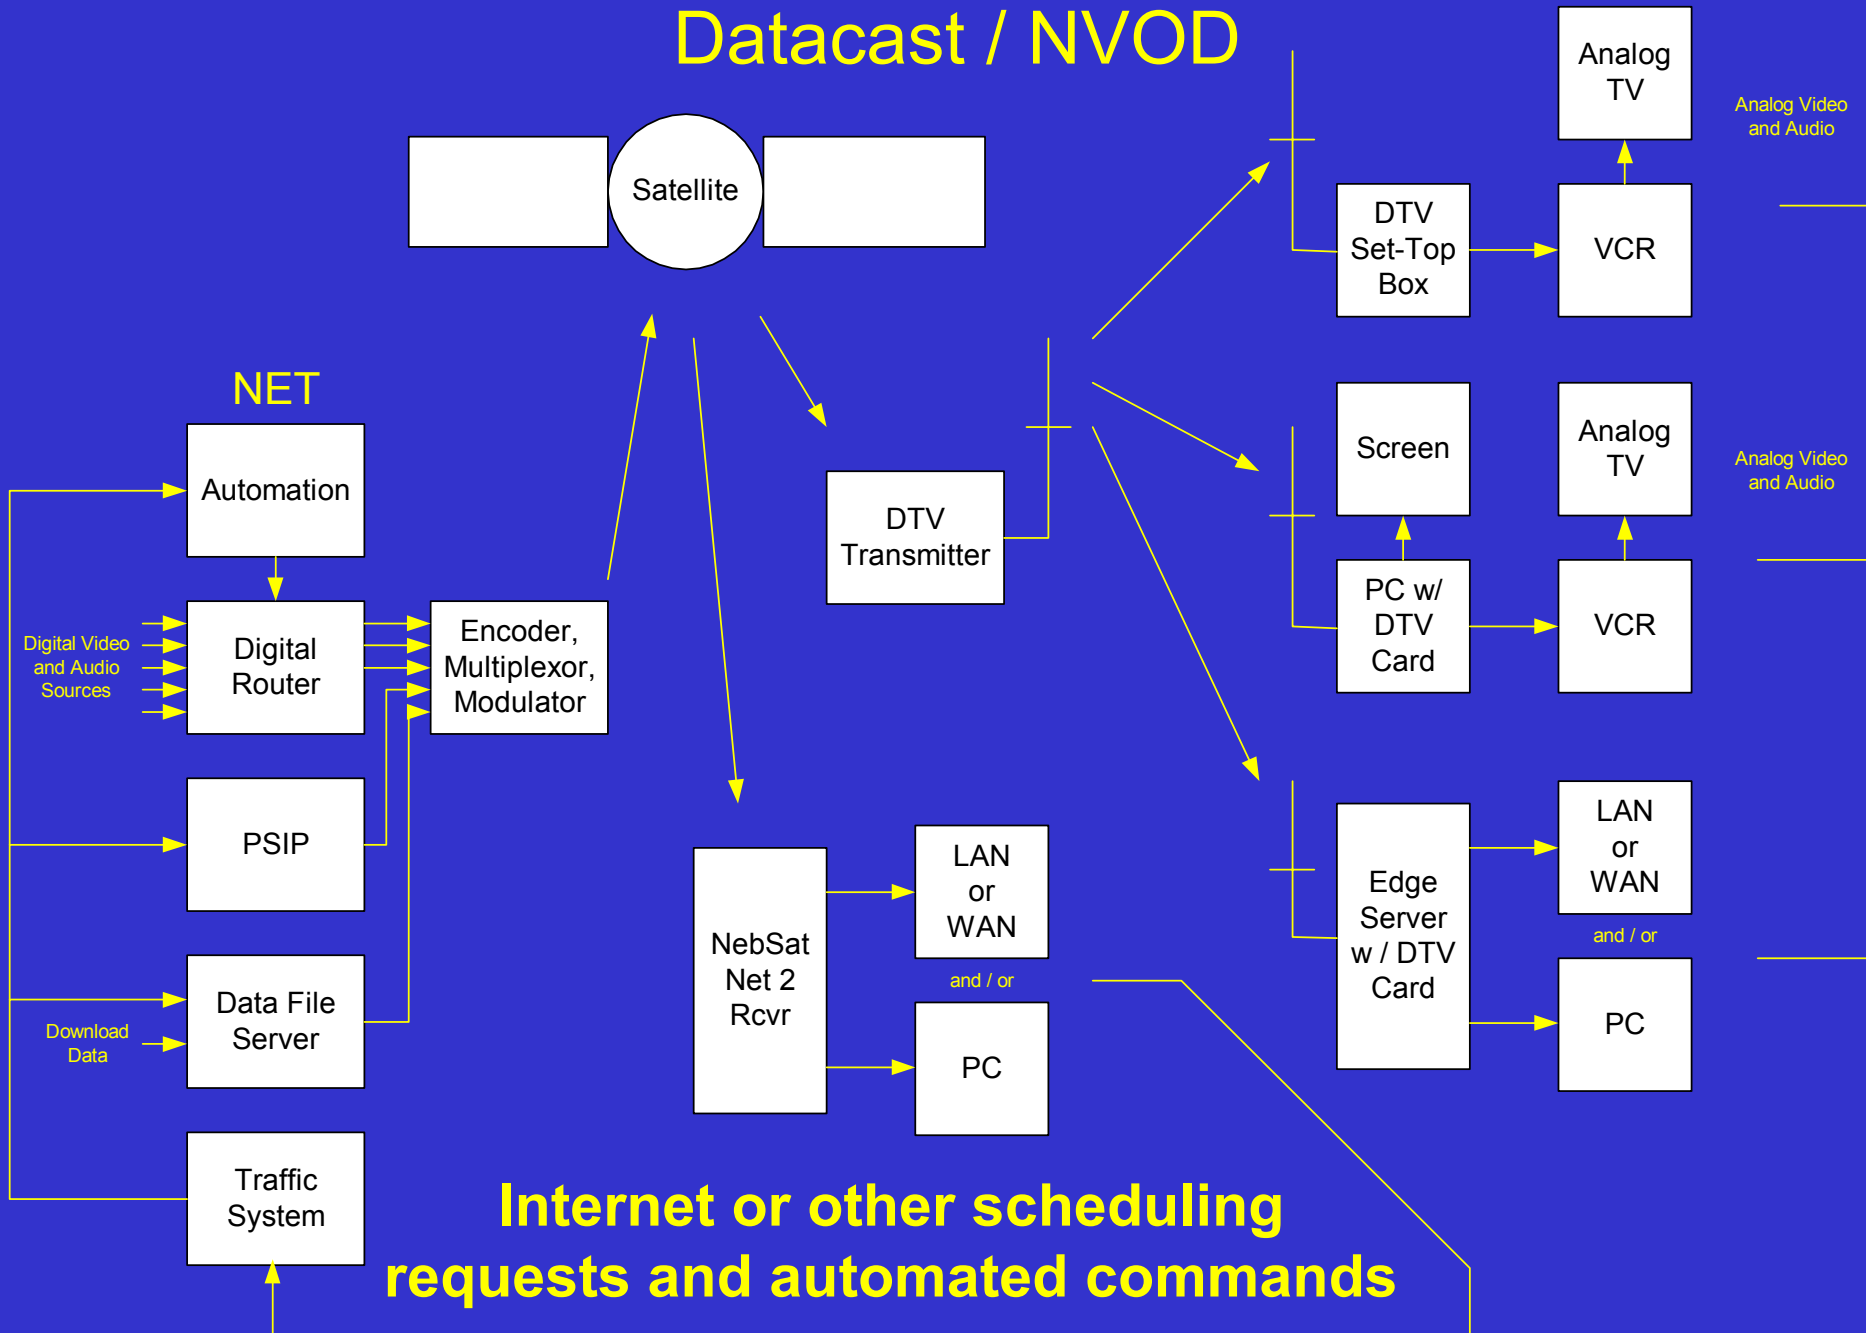 Datacast / NVOD
Satellite
NET
Automation
Digital Video
and Audio
Sources
Digital
Router
Encoder,
Multiplexor,
Modulator
PSIP
Download
Data
Data File
Server
Traffic
System
DTV
Transmitter
NebSat
Net 2
Rcvr
LAN
or
WAN
and / or
PC
Analog
TV
Analog Video
and Audio
DTV
Set-Top
Box
VCR
Screen
Analog
TV
Analog Video
and Audio
PC w/
DTV
Card
VCR
Edge
Server
w / DTV
Card
LAN
or
WAN
and / or
PC
Internet or other scheduling
requests and automated commands